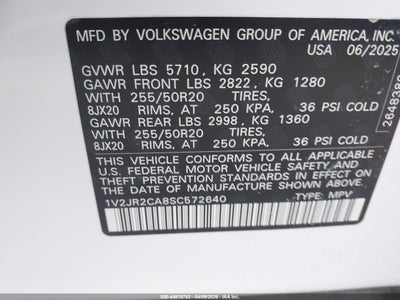 MFD BY VOLKSWAGEN GROUP OF AMERICA, INC.
USA 06/2025
GVWR LBS 5710, KG 2590
GAWR FRONT LBS 2822, KG 1280
WITH 255/50R20 TIRES,
8JX20 RIMS, AT 250 KPA, 36 PSI COLD
GAWR REAR LBS 2998, KG 1360
WITH 255/50R20 TIRES,
8JX20 RIMS, AT 250 KPA, 36 PSI COLD
THIS VEHICLE CONFORMS TO ALL APPLICABLE
U.S. FEDERAL MOTOR VEHICLE SAFETY
AND THEFT PREVENTION STANDARDS IN EFFECT
ON THE DATE OF MANUFACTURE SHOWN ABOVE
1V2JR2CA8SC572640 TYPE: MPV